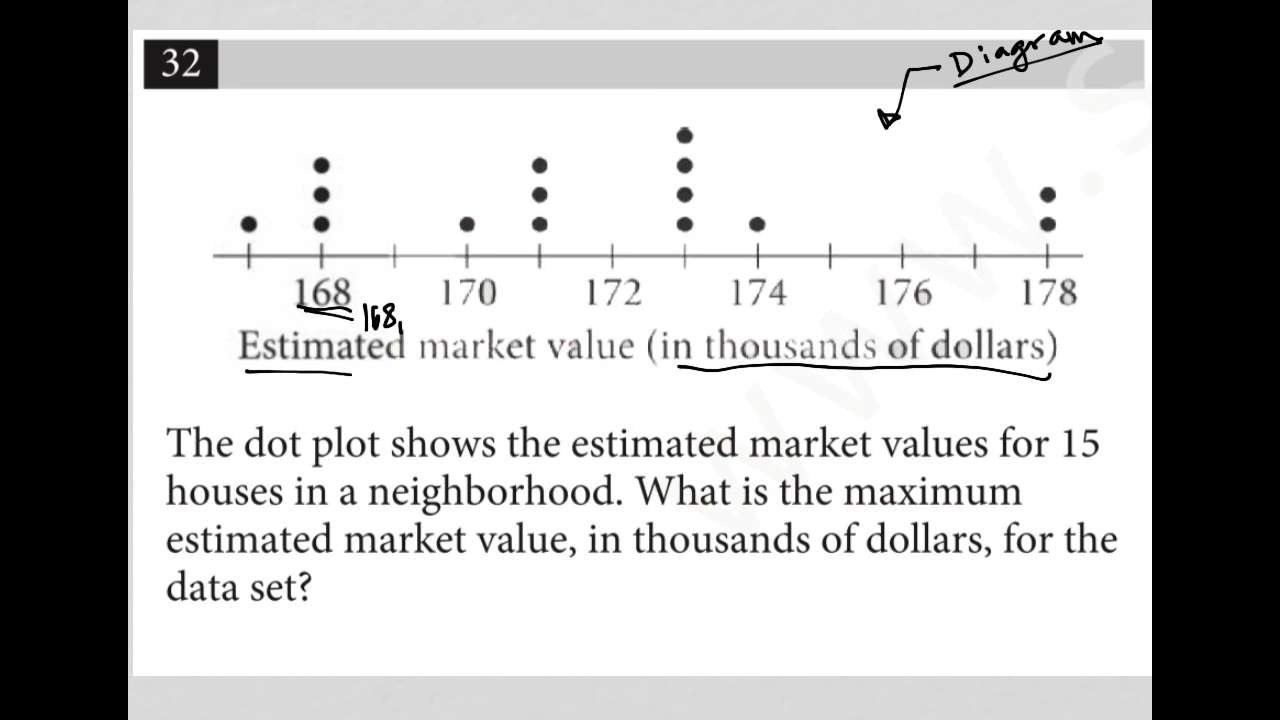 32
Diagram
168 170 172 174 176 178
168,
Estimated market value (in thousands of dollars)
The dot plot shows the estimated market values for 15
houses in a neighborhood. What is the maximum
estimated market value, in thousands of dollars, for the
data set?